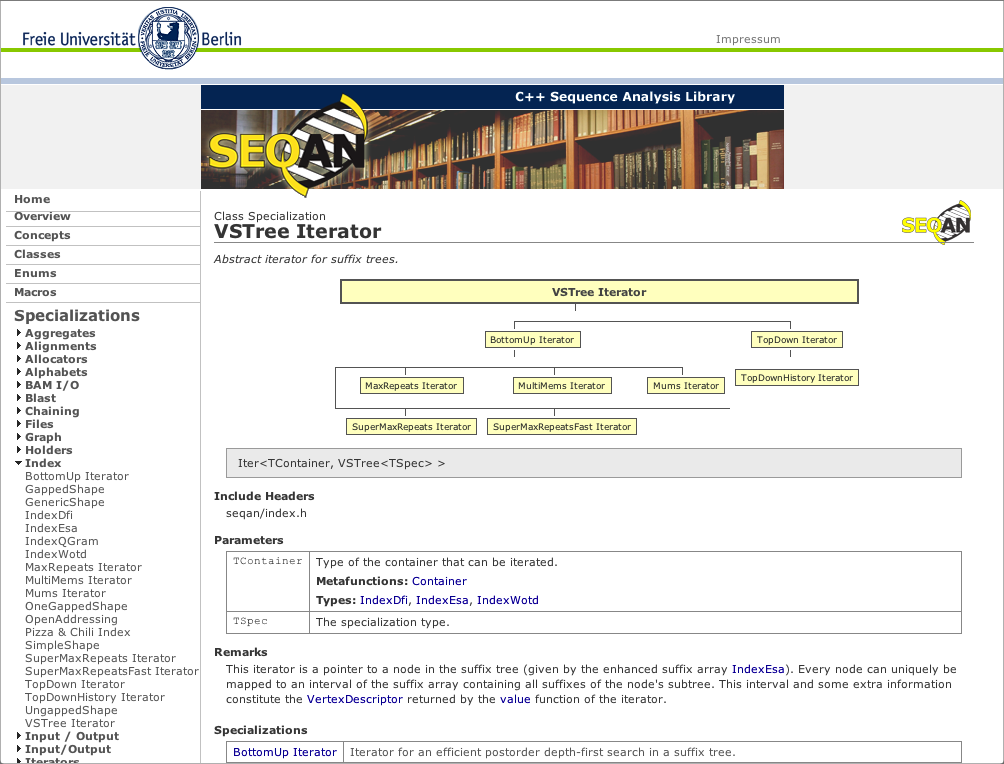 Freie Universität Berlin
Impressum
C++ Sequence Analysis Library
SEQAN
Home
Overview
Concepts
Classes
Enums
Macros
Specializations
Aggregates
Alignments
Allocators
Alphabets
BAM I/O
Blast
Chaining
Files
Graph
Holders
Index
BottomUp Iterator
GappedShape
GenericShape
IndexDfi
IndexEsa
IndexQGram
IndexWotd
MaxRepeats Iterator
MultiMems Iterator
Mums Iterator
OneGappedShape
OpenAddressing
Pizza & Chili Index
SimpleShape
SuperMaxRepeats Iterator
SuperMaxRepeatsFast Iterator
TopDown Iterator
TopDownHistory Iterator
UngappedShape
VSTree Iterator
Input / Output
Input/Output
Iterators
Class Specialization
VSTree Iterator
SEQAN
Abstract iterator for suffix trees.
VSTree Iterator
BottomUp Iterator
TopDown Iterator
MaxRepeats Iterator
MultiMems Iterator
Mums Iterator
TopDownHistory Iterator
SuperMaxRepeats Iterator
SuperMaxRepeatsFast Iterator
Iter<TContainer, VSTree<TSpec> >
Include Headers
seqan/index.h
Parameters
TContainer
Type of the container that can be iterated.
Metafunctions: Container
Types: IndexDfi, IndexEsa, IndexWotd
TSpec
The specialization type.
Remarks
This iterator is a pointer to a node in the suffix tree (given by the enhanced suffix array IndexEsa). Every node can uniquely be
mapped to an interval of the suffix array containing all suffixes of the node's subtree. This interval and some extra information
constitute the VertexDescriptor returned by the value function of the iterator.
Specializations
BottomUp Iterator
Iterator for an efficient postorder depth-first search in a suffix tree.